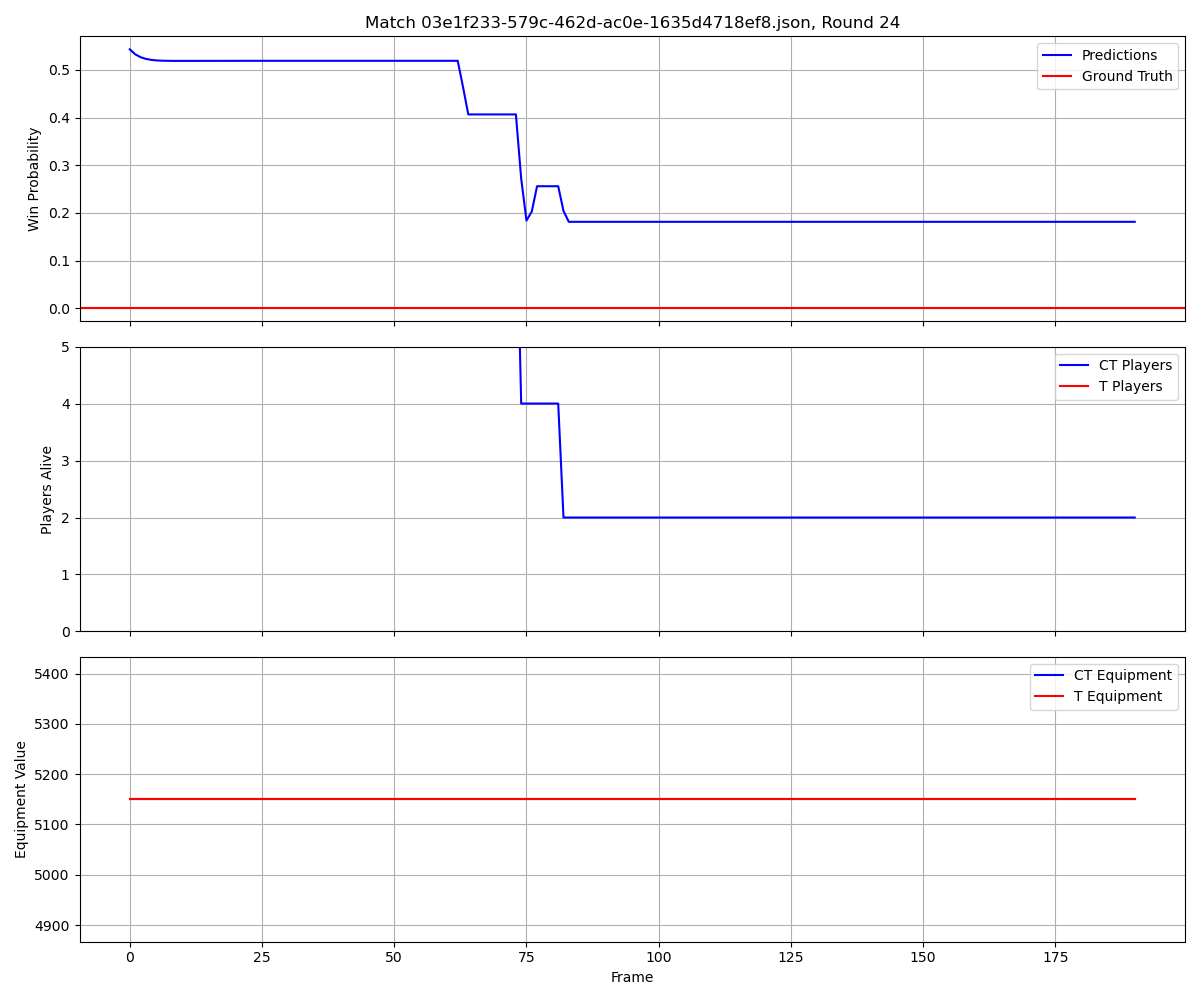 Match 03e1f233-579c-462d-ac0e-1635d4718ef8.json, Round 24
Predictions
Ground Truth
Win Probability
0.5
0.4
0.3
0.2
0.1
0.0
CT Players
T Players
Players Alive
5
4
3
2
1
0
CT Equipment
T Equipment
Equipment Value
5400
5300
5200
5100
5000
4900
0 25 50 75 100 125 150 175
Frame